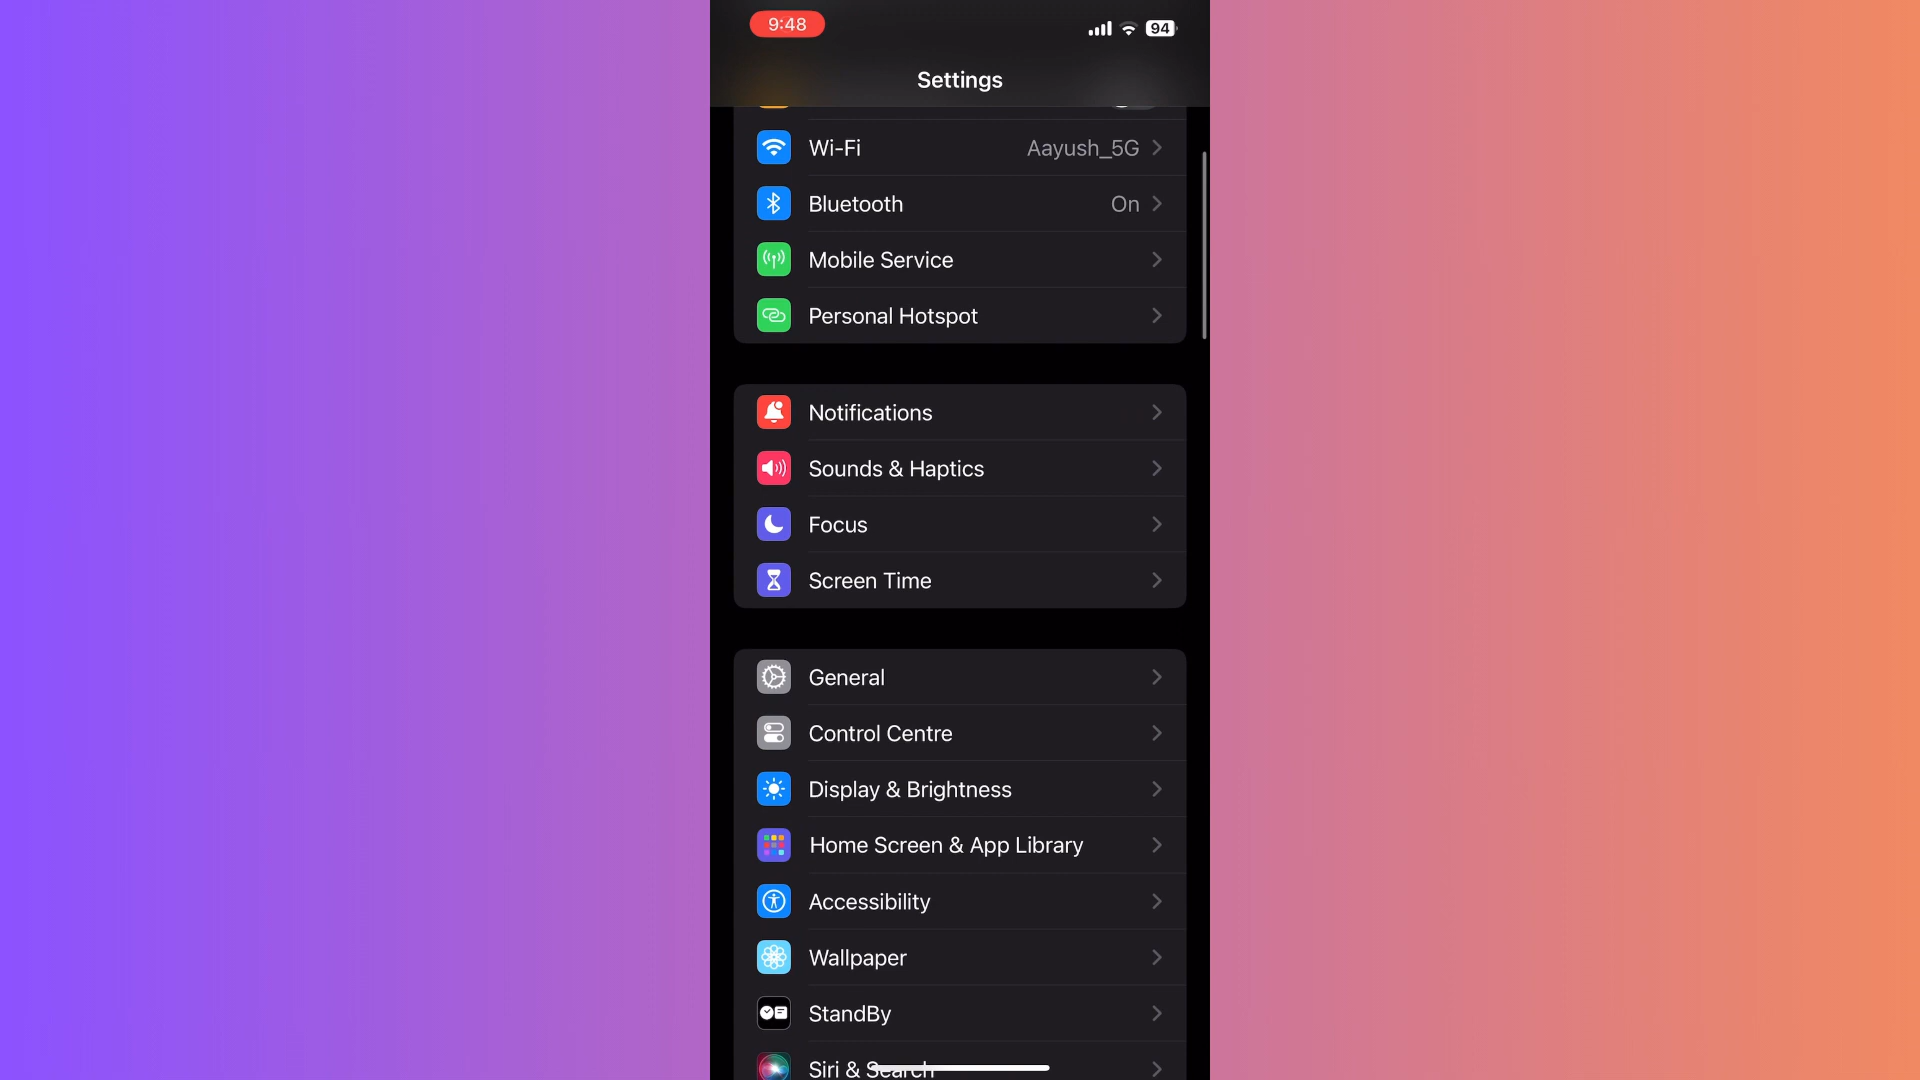 9:48
94
Settings
Wi-Fi Aayush_5G
Bluetooth On
Mobile Service
Personal Hotspot
Notifications
Sounds & Haptics
Focus
Screen Time
General
Control Centre
Display & Brightness
Home Screen & App Library
Accessibility
Wallpaper
StandBy
Siri & Search